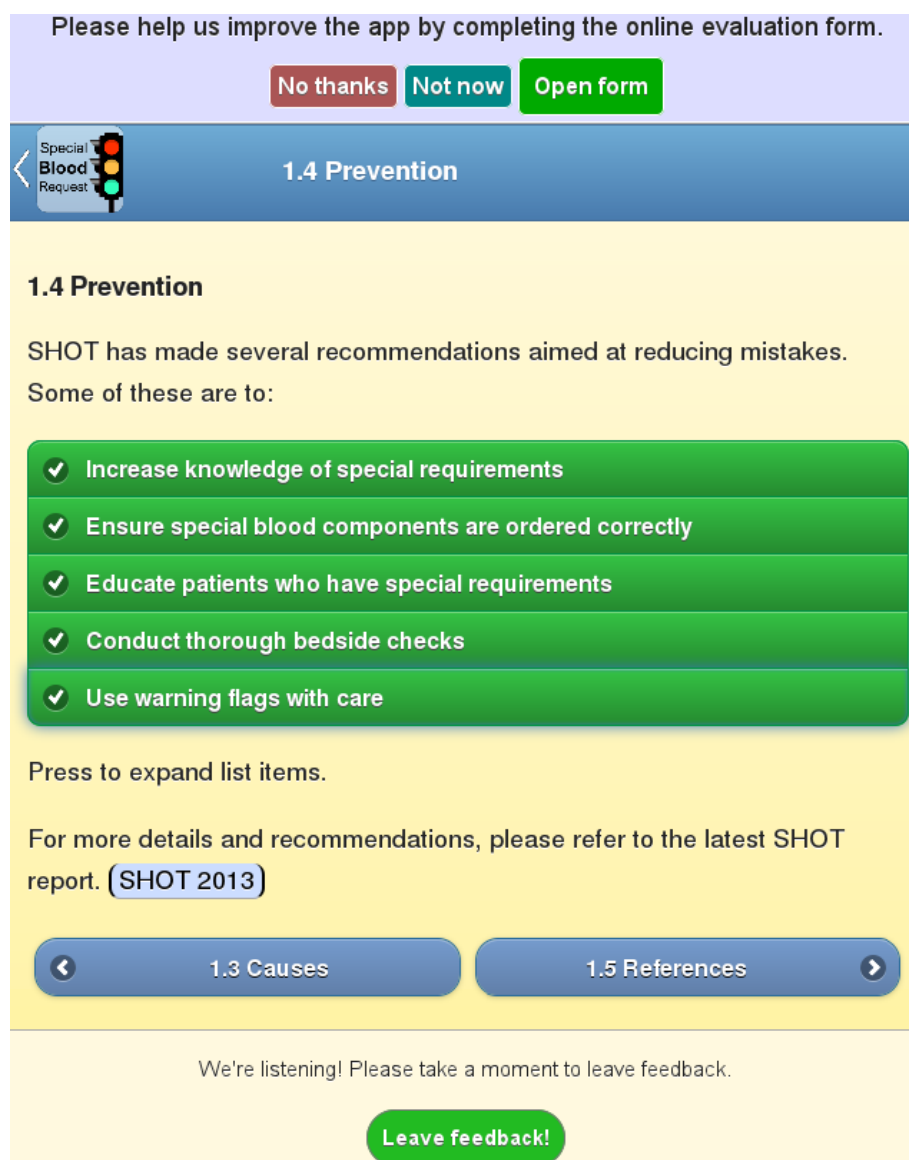 Please help us improve the app by completing the online evaluation form.
No thanks Not now Open form
Special
Blood
Request
1.4 Prevention
1.4 Prevention
SHOT has made several recommendations aimed at reducing mistakes.
Some of these are to:
Increase knowledge of special requirements
Ensure special blood components are ordered correctly
Educate patients who have special requirements
Conduct thorough bedside checks
Use warning flags with care
Press to expand list items.
For more details and recommendations, please refer to the latest SHOT
report. (SHOT 2013)
1.3 Causes 1.5 References
We're listening! Please take a moment to leave feedback.
Leave feedback!